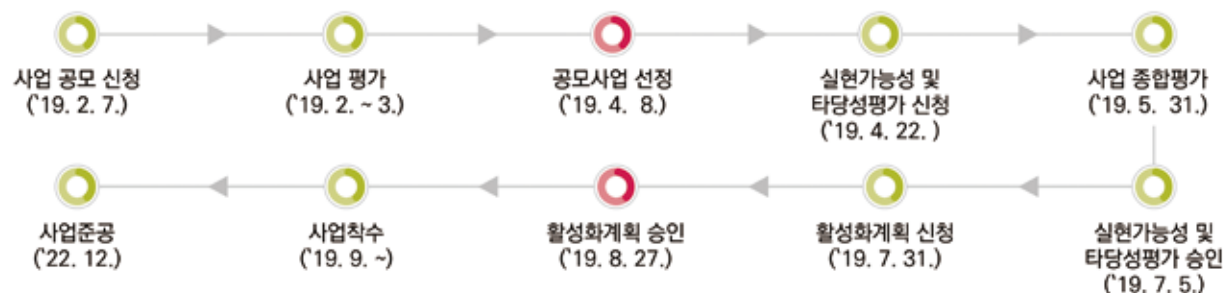 사업 공모 신청
(`19. 2. 7.)
사업 평가
(`19. 2. ~ 3.)
공모사업 선정
(`19. 4. 8.)
실현가능성 및
타당성평가 신청
(`19. 4. 22. )
사업 종합평가
(`19. 5. 31.)
실현가능성 및
타당성평가 승인
(`19. 7. 5.)
활성화계획 신청
(`19. 7. 31.)
활성화계획 승인
(`19. 8. 27.)
사업착수
(`19. 9. ~)
사업준공
(`22. 12.)